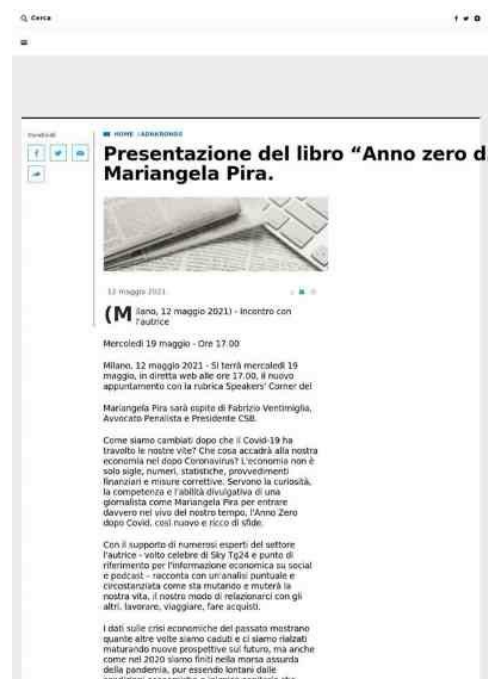 Cerca
Condividi
HOME /ADNKRONOS
Presentazione del libro “Anno zero d
Mariangela Pira.
12 maggio 2021
(Milano, 12 maggio 2021) - Incontro con
l'autrice
Mercoledì 19 maggio - Ore 17.00
Milano, 12 maggio 2021 - Si terrà mercoledì 19
maggio, in diretta web alle ore 17.00, il nuovo
appuntamento con la rubrica Speakers' Corner del
Mariangela Pira sarà ospite di Fabrizio Ventimiglia,
Avvocato Penalista e Presidente CSB.
Come siamo cambiati dopo che il Covid-19 ha
travolto le nostre vite? Che cosa accadrà alla nostra
economia nel dopo Coronavirus? L'economia non è
solo sigle, numeri, statistiche, provvedimenti
finanziari e misure correttive. Servono la curiosità,
la competenza e l'abilità divulgativa di una
giornalista come Mariangela Pira per entrare
davvero nel vivo del nostro tempo, l'Anno Zero
dopo Covid, così nuovo e ricco di sfide.
Con il supporto di numerosi esperti del settore
l'autrice - volto celebre di Sky Tg24 e punto di
riferimento per l'informazione economica su social
e podcast - racconta con un'analisi puntuale e
circostanziata come sta mutando e muterà la
nostra vita, il nostro modo di relazionarci con gli
altri, lavorare, viaggiare, fare acquisti.
I dati sulle crisi economiche del passato mostrano
quante altre volte siamo caduti e ci siamo rialzati
maturando nuove prospettive sul futuro, ma anche
come nel 2020 siamo finiti nella morsa assurda
della pandemia, pur essendo lontani dalle